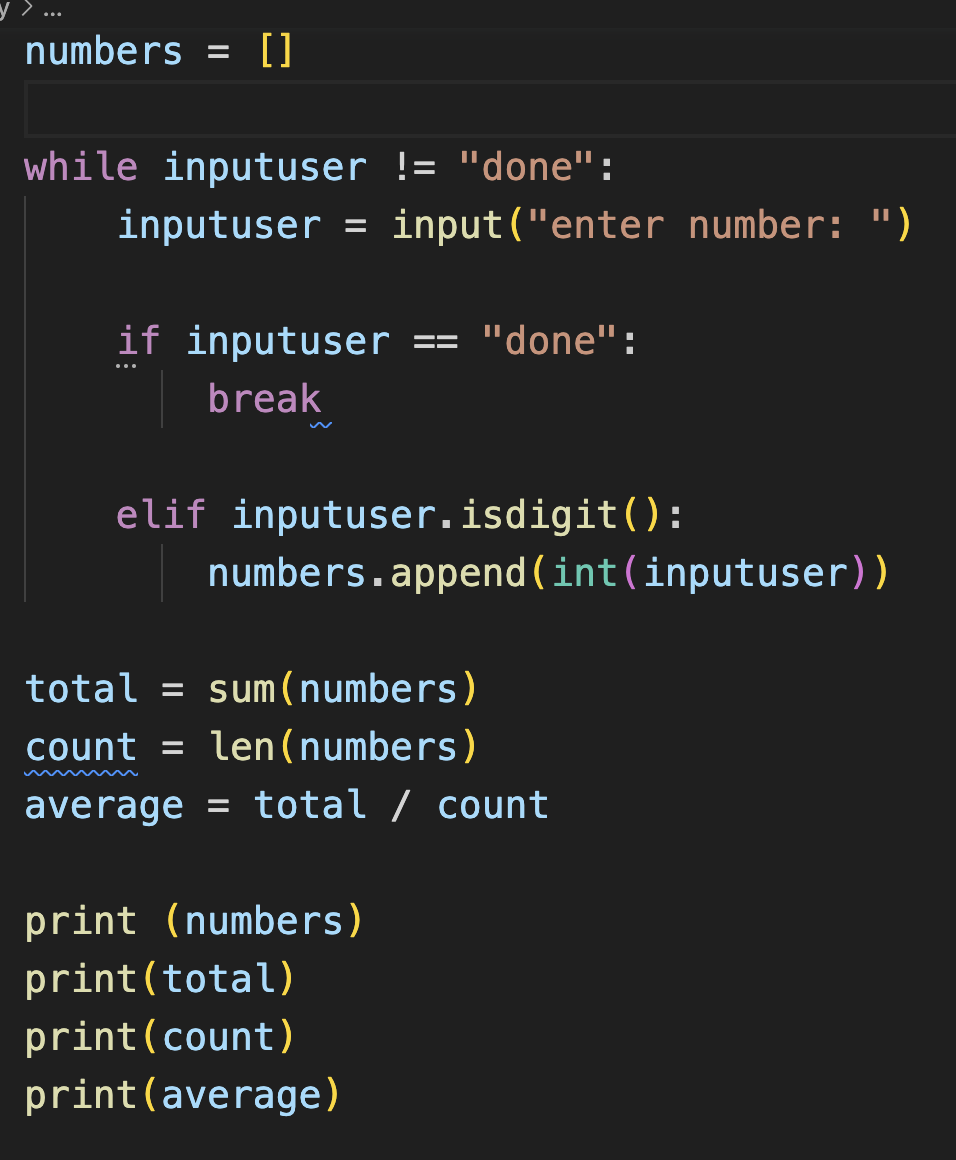 y > ...
numbers = []
while inputuser != "done":
    inputuser = input("enter number: ")
    if inputuser == "done":
        break
    elif inputuser.isdigit():
        numbers.append(int(inputuser))
total = sum(numbers)
count = len(numbers)
average = total / count
print (numbers)
print(total)
print(count)
print(average)